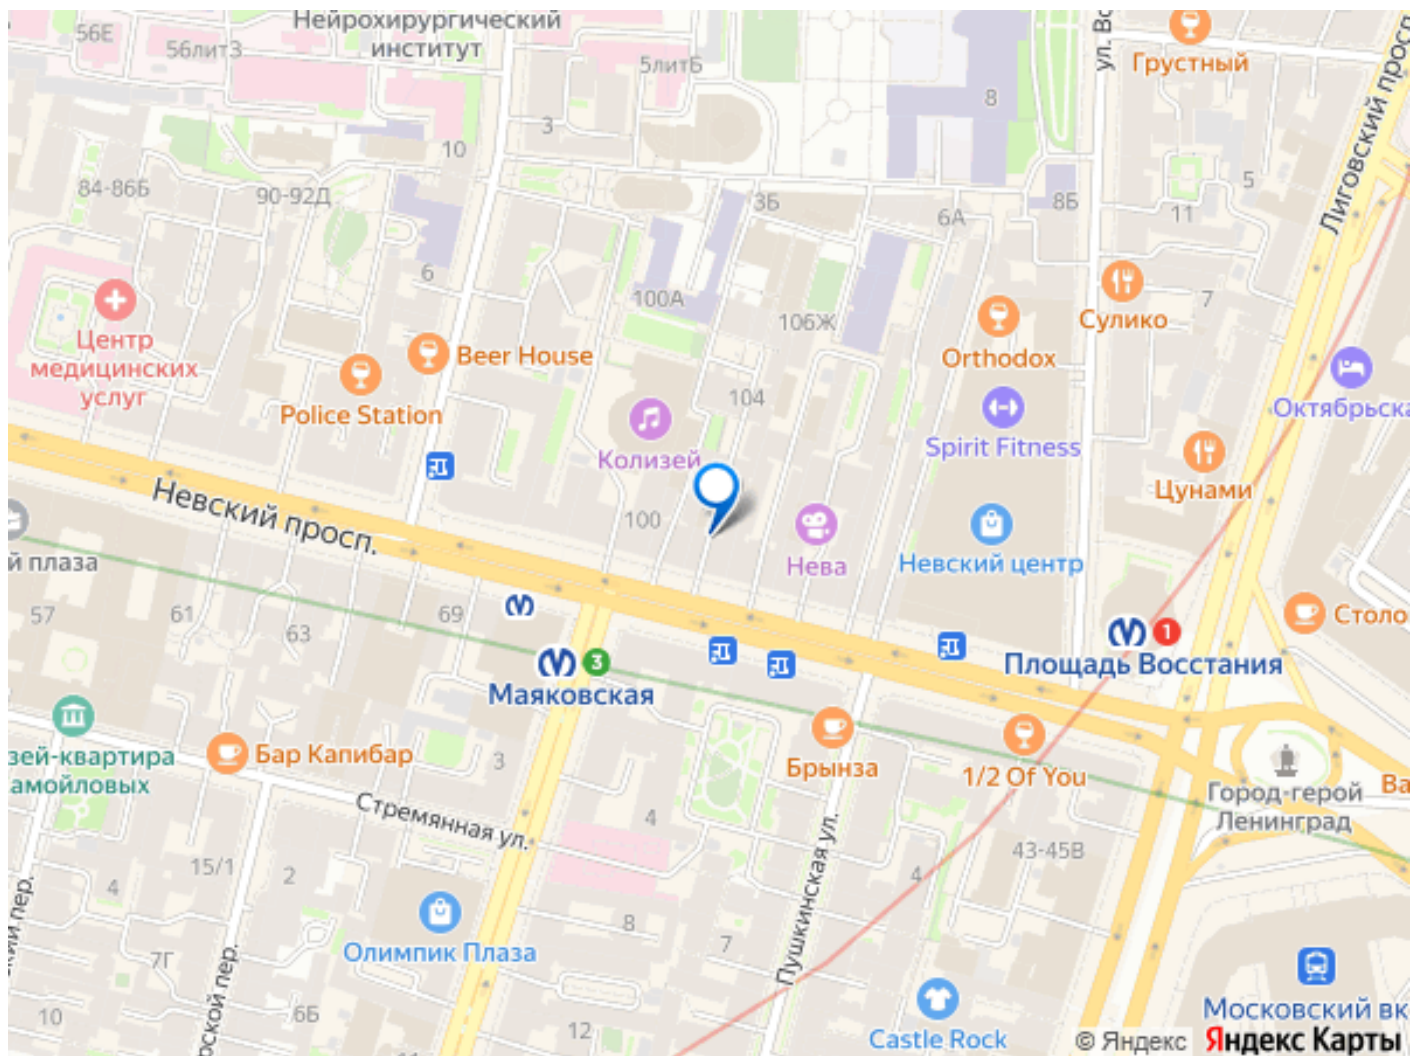 Нейрохирургический
институт
56Е
56литЗ
5литБ
Грустный
ул. Во
Лиговский просп
8
3
10
84-86Б
90-92Д
3Б
6А
8Б
5
11
6
Центр
медицинских
услуг
100А
106Ж
7
Сулико
Beer House
Orthodox
Police Station
104
Октябрьска
Колизей
Spirit Fitness
Цунами
Невский просп.
100
Нева
Невский центр
й плаза
57
61
63
69
Столо
1
Площадь Восстания
3
Маяковская
зей-квартира
амойловых
Бар Капибар
3
Брынза
1/2 Of You
Ва
Город-герой
Ленинград
Стремянная ул.
4
Пушкинская ул.
43-45В
15/1
2
4
4
ский пер.
Олимпик Плаза
8
7
7Г
рской пер.
10
6Б
12
Castle Rock
Московский вк
© Яндекс
Яндекс Карты